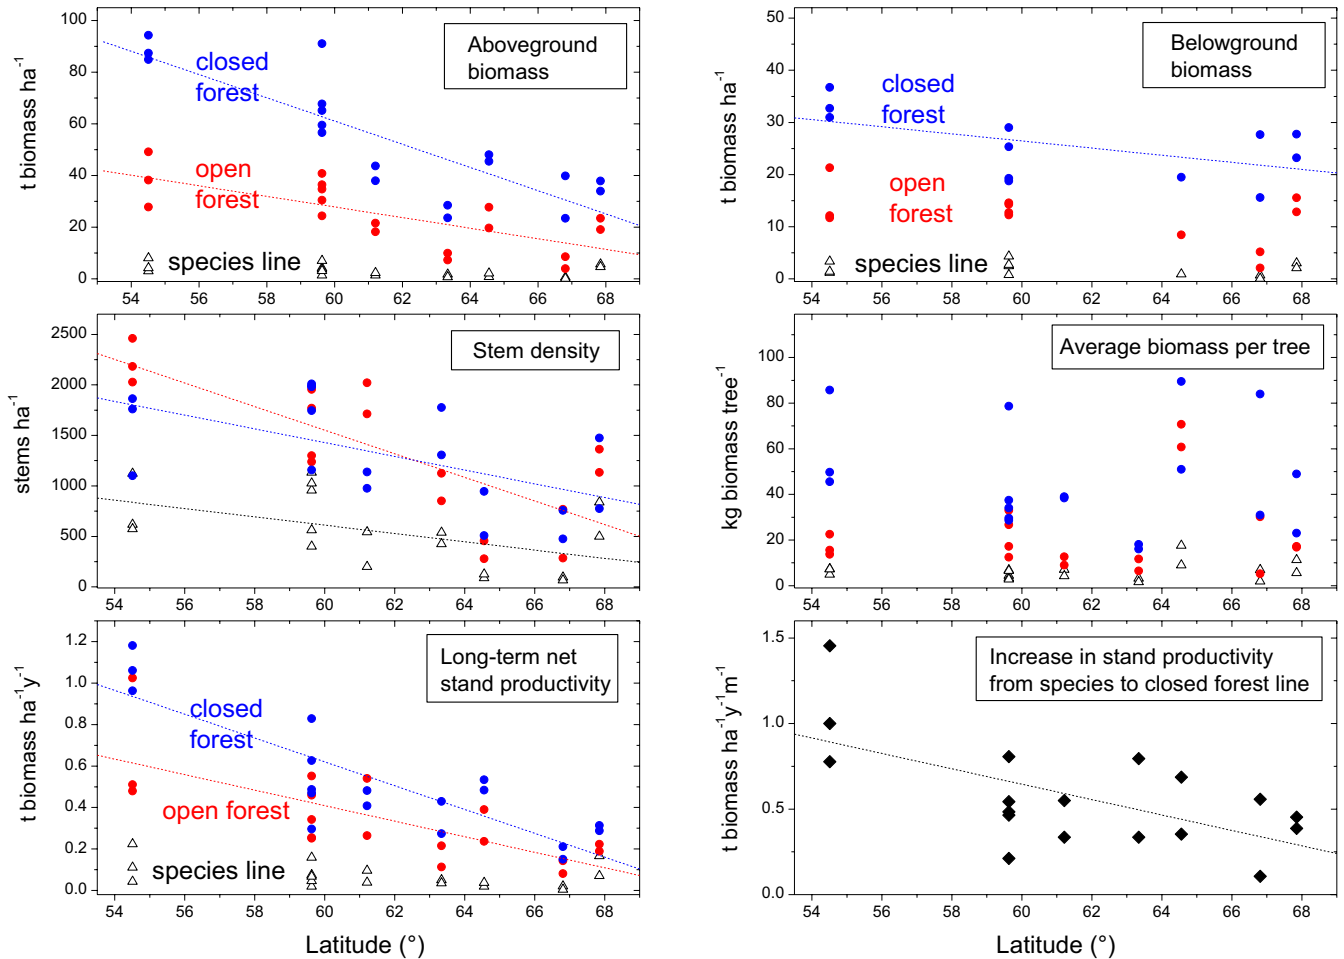 100
80
60
40
20
0
t biomass ha⁻¹
Aboveground
biomass
closed
forest
open
forest
species line
54 56 58 60 62 64 66 68
50
40
30
20
10
0
t biomass ha⁻¹
Belowground
biomass
closed
forest
open
forest
species line
54 56 58 60 62 64 66 68
2500
2000
1500
1000
500
0
stems ha⁻¹
Stem density
54 56 58 60 62 64 66 68
100
80
60
40
20
0
kg biomass tree⁻¹
Average biomass per tree
54 56 58 60 62 64 66 68
1.2
1.0
0.8
0.6
0.4
0.2
0.0
t biomass ha⁻¹y⁻¹
Long-term net
stand productivity
closed
forest
open forest
species line
54 56 58 60 62 64 66 68
Latitude (°)
1.5
1.0
0.5
0.0
t biomass ha⁻¹y⁻¹m⁻¹
Increase in stand productivity
from species to closed forest line
54 56 58 60 62 64 66 68
Latitude (°)